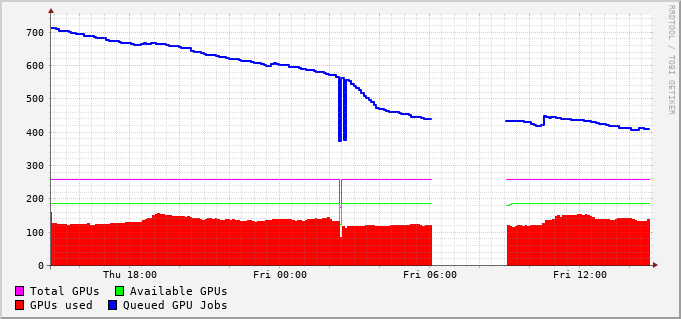 RRDTOOL / TOBI OETIKER
700
600
500
400
300
200
100
0
Thu 18:00 Fri 00:00 Fri 06:00 Fri 12:00
Total GPUs Available GPUs
GPUs used Queued GPU Jobs